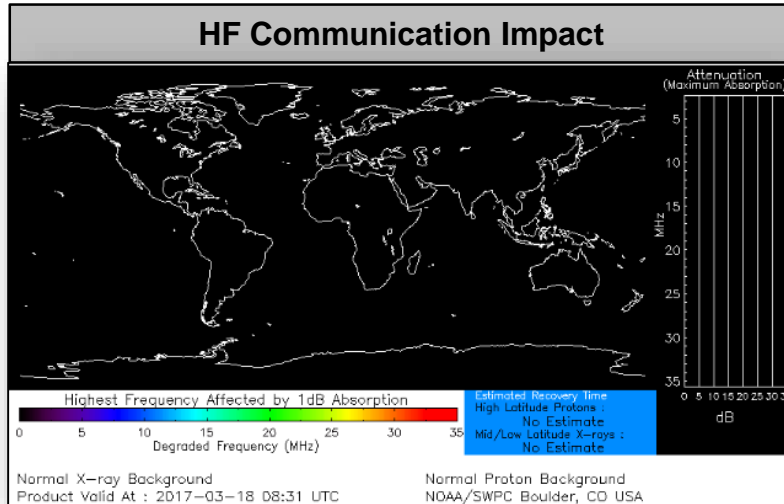 HF Communication Impact
Attenuation
(Maximum Absorption)
5
10
15
20
25
30
35
MHz
0 5 10 15 20 25 30
dB
Highest Frequency Affected by 1dB Absorption
0 5 10 15 20 25 30 35
Degraded Frequency (MHz)
Estimated Recovery Time
High Latitude Protons :
No Estimate
Mid/Low Latitude X-rays :
No Estimate
Normal X-ray Background
Product Valid At : 2017-03-18 08:31 UTC
Normal Proton Background
NOAA/SWPC Boulder, CO USA